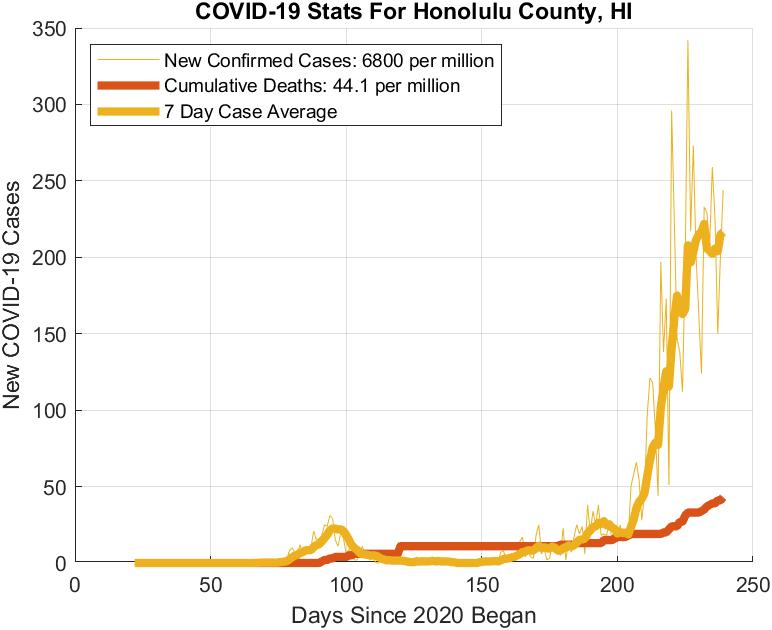 COVID-19 Stats For Honolulu County, HI
New Confirmed Cases: 6800 per million
Cumulative Deaths: 44.1 per million
7 Day Case Average
New COVID-19 Cases
350
300
250
200
150
100
50
0
0 50 100 150 200 250
Days Since 2020 Began